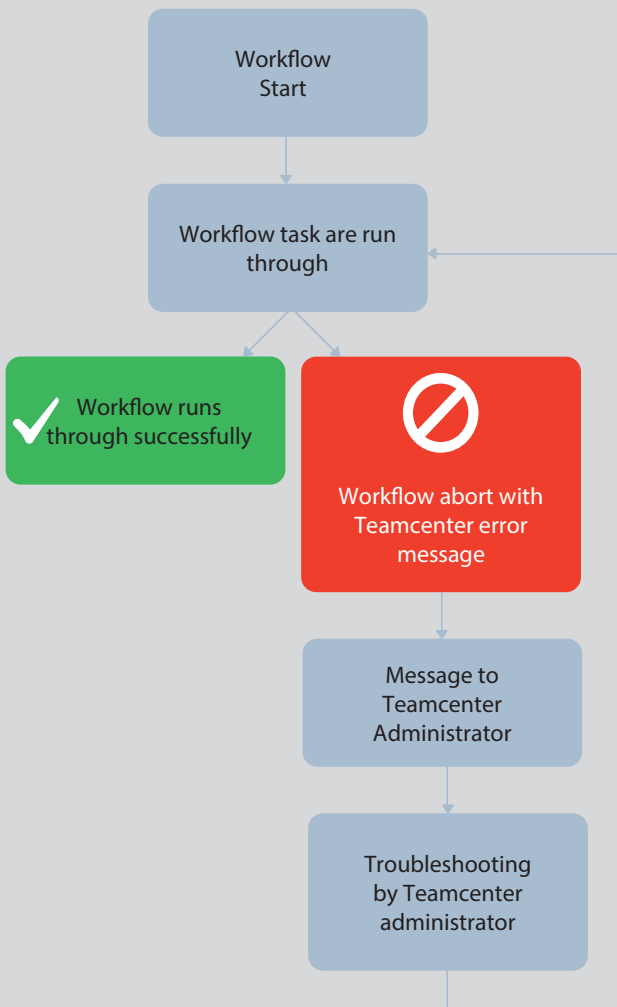 Workflow
Start
Workflow task are run
through
Workflow runs
through successfully
Workflow abort with
Teamcenter error
message
Message to
Teamcenter
Administrator
Troubleshooting
by Teamcenter
administrator